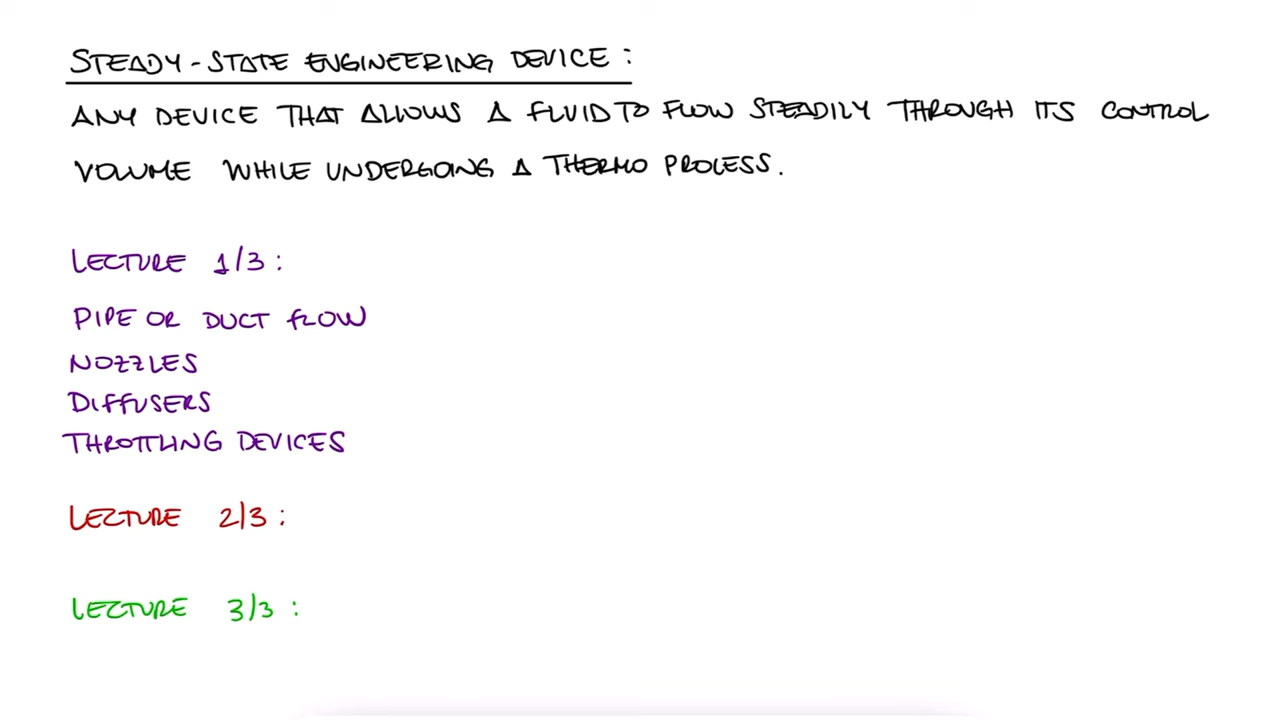 STEADY-STATE ENGINEERING DEVICE:
ANY DEVICE THAT ALLOWS A FLUID TO FLOW STEADILY THROUGH ITS CONTROL
VOLUME WHILE UNDERGOING A THERMO PROCESS.
LECTURE 1/3:
PIPE OR DUCT FLOW
NOZZLES
DIFFUSERS
THROTTLING DEVICES
LECTURE 2/3:
LECTURE 3/3: